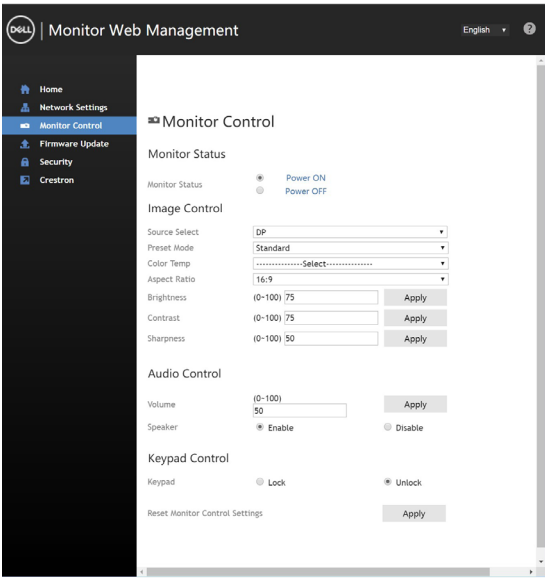 DELL | Monitor Web Management English ?
Home
Network Settings
Monitor Control
Firmware Update
Security
Crestron
Monitor Control
Monitor Status
Monitor Status Power ON
Power OFF
Image Control
Source Select DP
Preset Mode Standard
Color Temp ---------------Select---------------
Aspect Ratio 16:9
Brightness (0~100) 75 Apply
Contrast (0~100) 75 Apply
Sharpness (0~100) 50 Apply
Audio Control
Volume (0~100) 50 Apply
Speaker Enable Disable
Keypad Control
Keypad Lock Unlock
Reset Monitor Control Settings Apply